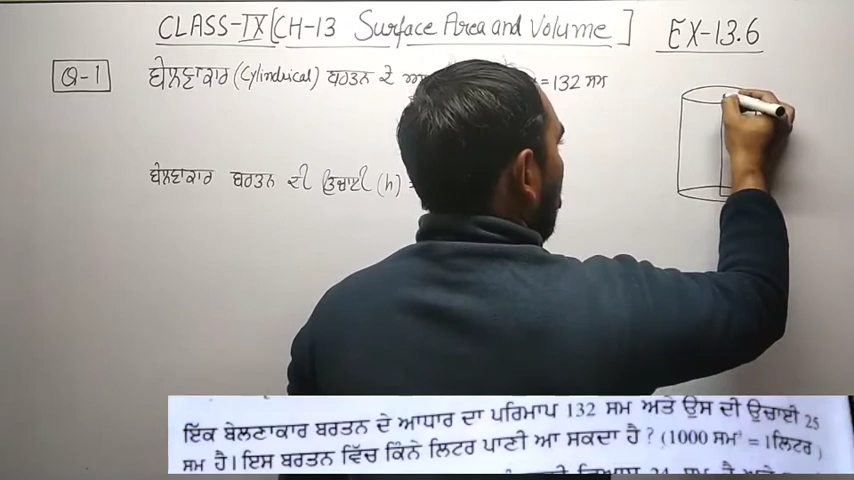 CLASS-IX [CH-13 Surface Area and Volume] EX-13.6
Q-1 ਬੇਲਣਾਕਾਰ (Cylindrical) ਬਰਤਨ ਦੇ = 132 ਸਮ
ਬੇਲਣਾਕਾਰ ਬਰਤਨ ਦੀ ਉਚਾਈ (h) =
ਇੱਕ ਬੇਲਣਾਕਾਰ ਬਰਤਨ ਦੇ ਆਧਾਰ ਦਾ ਪਰਿਮਾਪ 132 ਸਮ ਅਤੇ ਉਸ ਦੀ ਉਚਾਈ 25
ਸਮ ਹੈ। ਇਸ ਬਰਤਨ ਵਿੱਚ ਕਿੰਨੇ ਲਿਟਰ ਪਾਣੀ ਆ ਸਕਦਾ ਹੈ? (1000 ਸਮ³ = 1ਲਿਟਰ)